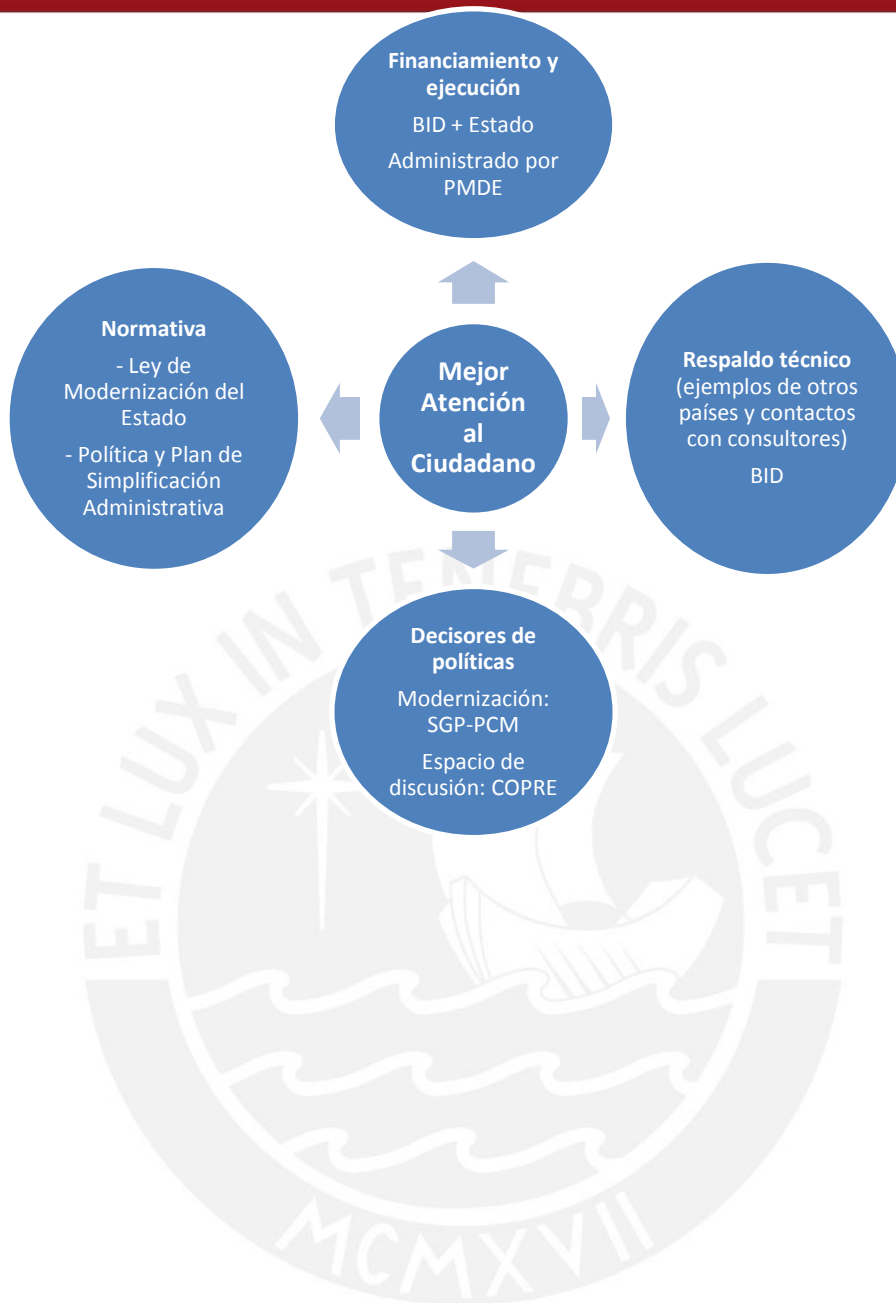 Financiamiento y
ejecución
BID + Estado
Administrado por
PMDE
Normativa
- Ley de
Modernización del
Estado
- Política y Plan de
Simplificación
Administrativa
Mejor
Atención
al
Ciudadano
Respaldo técnico
(ejemplos de otros
países y contactos
con consultores)
BID
Decisores de
políticas
Modernización:
SGP-PCM
Espacio de
discusión: COPRE
ET LUX IN TENEBRIS LUCET
MCMXVII